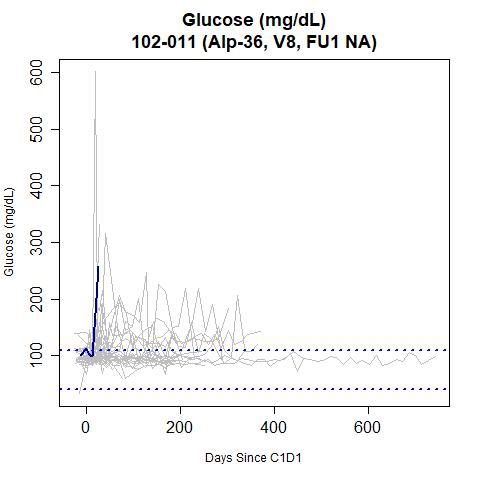 Glucose (mg/dL)
102-011 (Alp-36, V8, FU1 NA)
Glucose (mg/dL)
600
500
400
300
200
100
0 200 400 600
Days Since C1D1